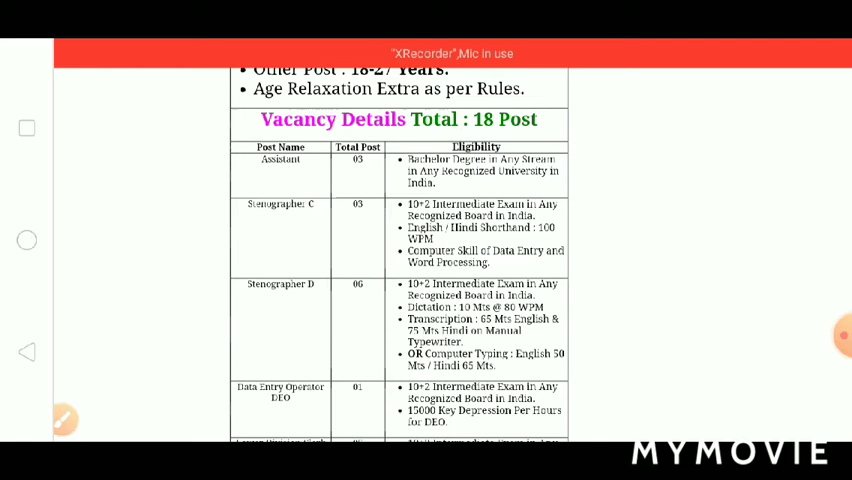 "XRecorder",Mic in use
Other Post : 18-27 Years.
Age Relaxation Extra as per Rules.
Vacancy Details Total : 18 Post
Post Name Total Post Eligibility
Assistant 03 Bachelor Degree in Any Stream
in Any Recognized University in
India.
Stenographer C 03 10+2 Intermediate Exam in Any
Recognized Board in India.
English / Hindi Shorthand : 100
WPM
Computer Skill of Data Entry and
Word Processing.
Stenographer D 06 10+2 Intermediate Exam in Any
Recognized Board in India.
Dictation : 10 Mts @ 80 WPM
Transcription : 65 Mts English &
75 Mts Hindi on Manual
Typewriter.
OR Computer Typing : English 50
Mts / Hindi 65 Mts.
Data Entry Operator 01 10+2 Intermediate Exam in Any
DEO Recognized Board in India.
15000 Key Depression Per Hours
for DEO.
MYMOVIE